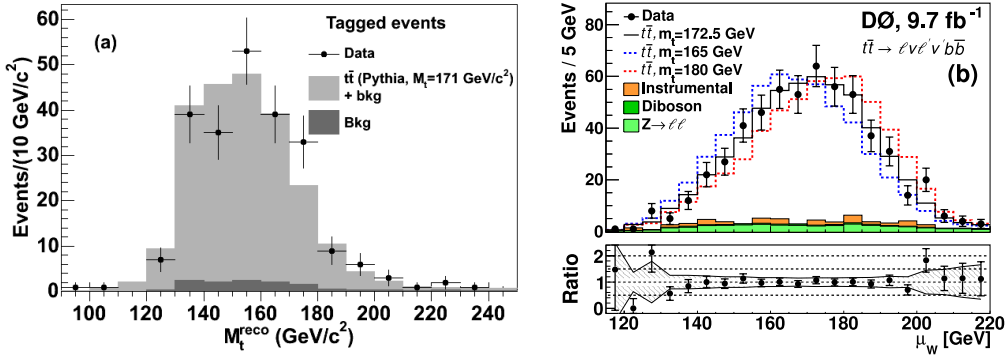 Tagged events
(a)
Data
tt̄ (Pythia, Mₜ=171 GeV/c²)
+ bkg
Bkg
Events/(10 GeV/c²)
60
50
40
30
20
10
0
100 120 140 160 180 200 220 240
Mₜʳᵉᶜᵒ (GeV/c²)
Data
tt̄, mₜ=172.5 GeV
tt̄, mₜ=165 GeV
tt̄, mₜ=180 GeV
Instrumental
Diboson
Z→ℓℓ
DØ, 9.7 fb⁻¹
tt̄ → ℓνℓ'ν'bb̄
(b)
Events / 5 GeV
80
60
40
20
0
Ratio
2
1
0
120 140 160 180 200 220
μ_W [GeV]